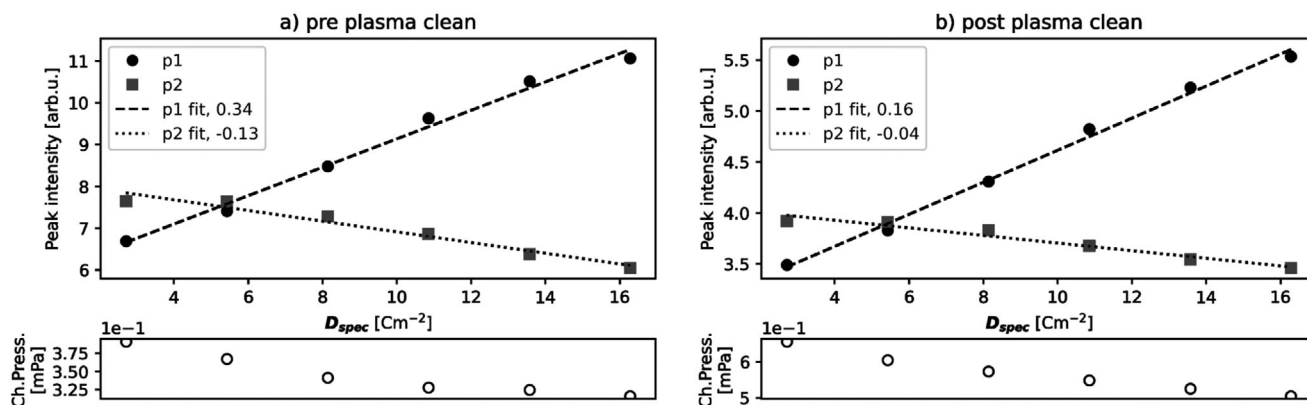 a) pre plasma clean
Peak intensity [arb.u.]
11
10
9
8
7
6
p1
p2
p1 fit, 0.34
p2 fit, -0.13
4 6 8 10 12 14 16
D_spec [Cm⁻²]
1e−1
Ch.Press.
[mPa]
3.75
3.50
3.25
b) post plasma clean
Peak intensity [arb.u.]
5.5
5.0
4.5
4.0
3.5
p1
p2
p1 fit, 0.16
p2 fit, -0.04
4 6 8 10 12 14 16
D_spec [Cm⁻²]
1e−1
Ch.Press.
[mPa]
6
5